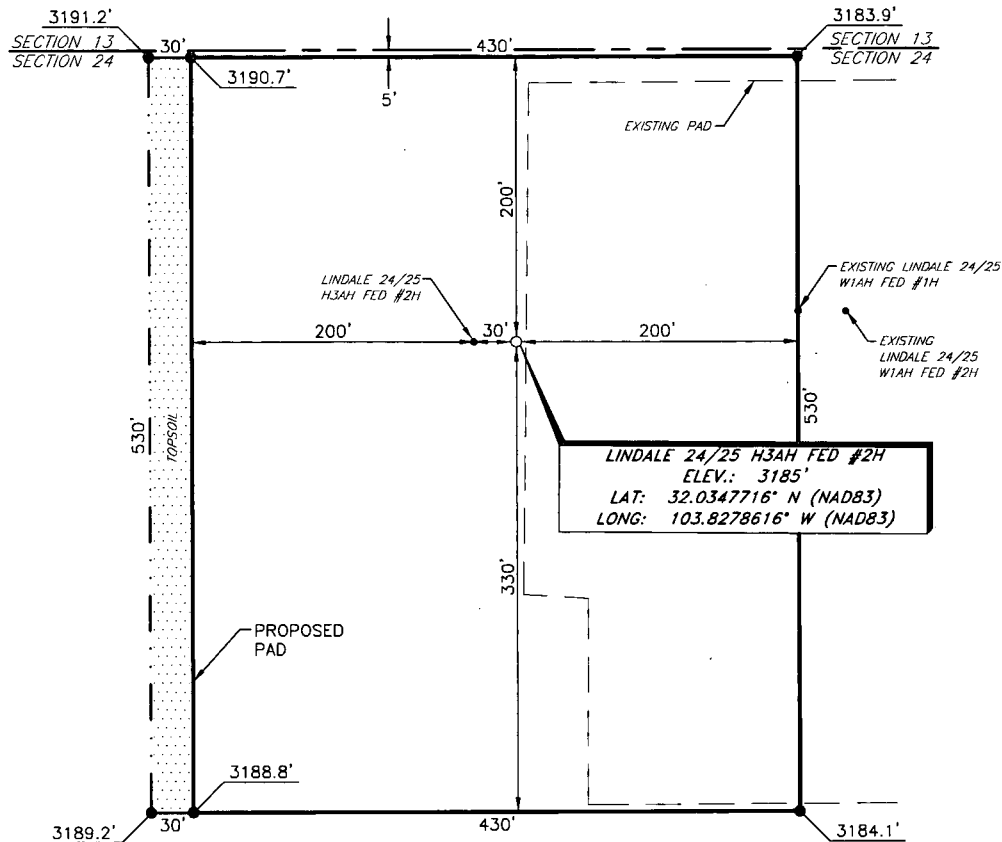 3191.2'
3183.9'
SECTION 13
30'
430'
SECTION 13
SECTION 24
SECTION 24
3190.7'
5'
EXISTING PAD
200'
LINDALE 24/25
H3AH FED #2H
EXISTING LINDALE 24/25
W1AH FED #1H
200'
30'
200'
EXISTING
LINDALE 24/25
W1AH FED #2H
530'
TOPSOIL
530'
LINDALE 24/25 H3AH FED #2H
ELEV.: 3185'
LAT: 32.0347716° N (NAD83)
LONG: 103.8278616° W (NAD83)
330'
PROPOSED
PAD
3188.8'
3189.2'
30'
430'
3184.1'